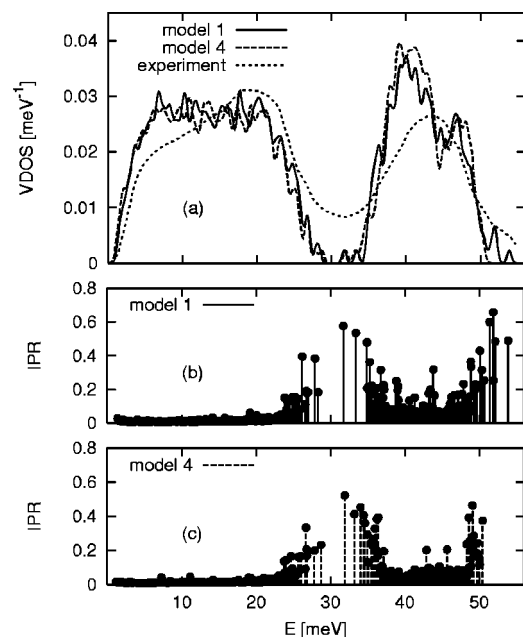 model 1
model 4
experiment
0.04
0.03
0.02
0.01
0
VDOS [meV⁻¹]
(a)
0.8
0.6
0.4
0.2
0
IPR
model 1
(b)
0.8
0.6
0.4
0.2
0
IPR
model 4
(c)
10 20 30 40 50
E [meV]